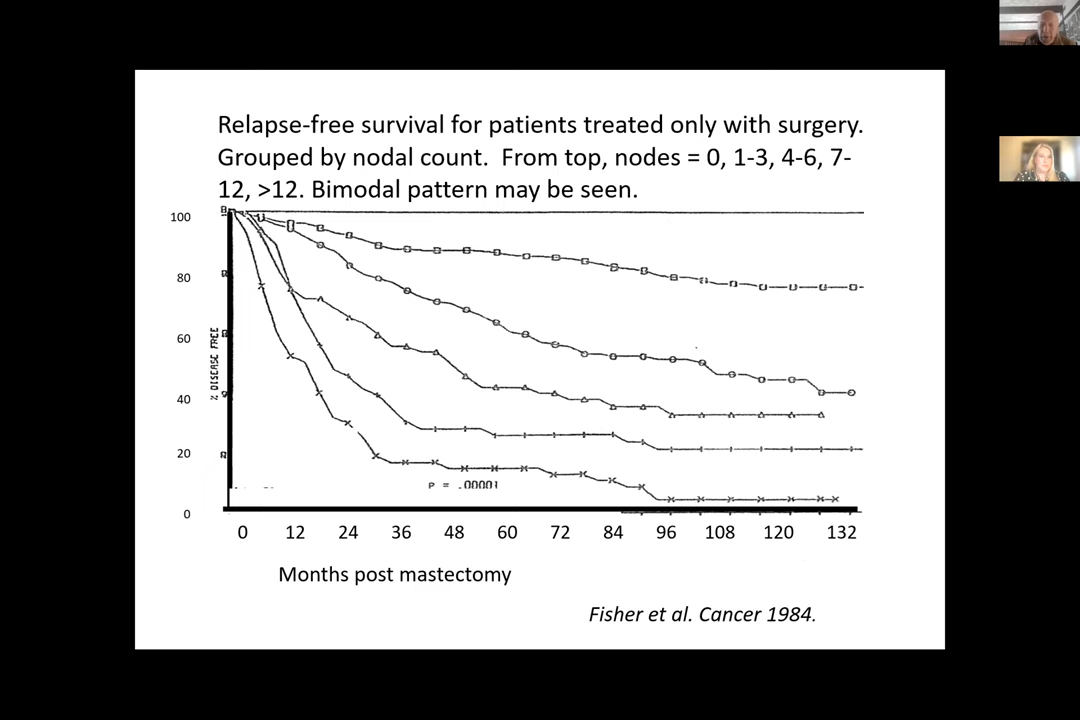 Relapse-free survival for patients treated only with surgery.
Grouped by nodal count.  From top, nodes = 0, 1-3, 4-6, 7-
12, >12. Bimodal pattern may be seen.
100
80
60
40
20
0
% DISEASE FREE
P = .00001
0 12 24 36 48 60 72 84 96 108 120 132
Months post mastectomy
Fisher et al. Cancer 1984.